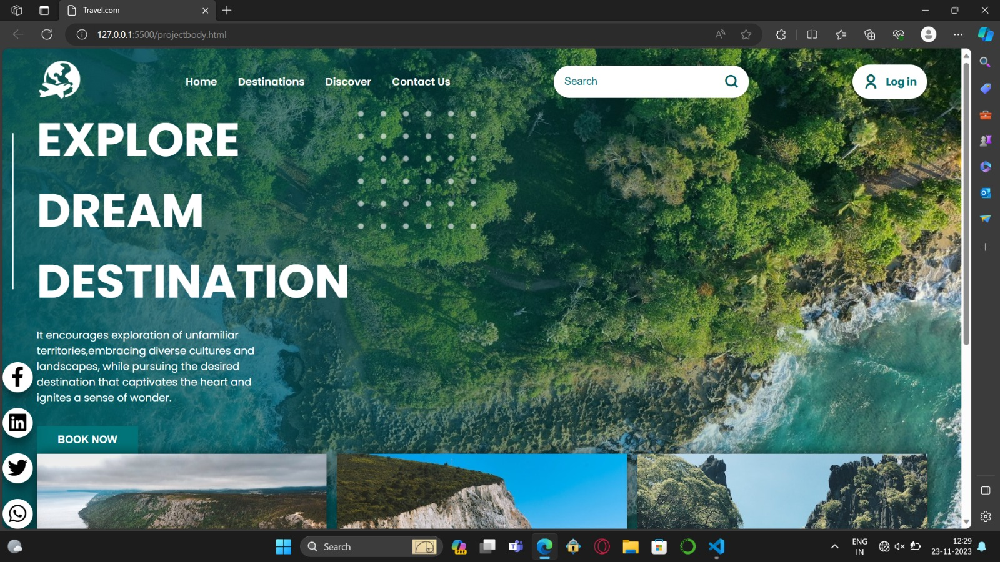 Travel.com
127.0.0.1:5500/projectbody.html
Home Destinations Discover Contact Us Search Log in
EXPLORE
DREAM
DESTINATION
It encourages exploration of unfamiliar
territories,embracing diverse cultures and
landscapes, while pursuing the desired
destination that captivates the heart and
ignites a sense of wonder.
BOOK NOW
Search
PRE
ENG
IN
12:29
23-11-2023